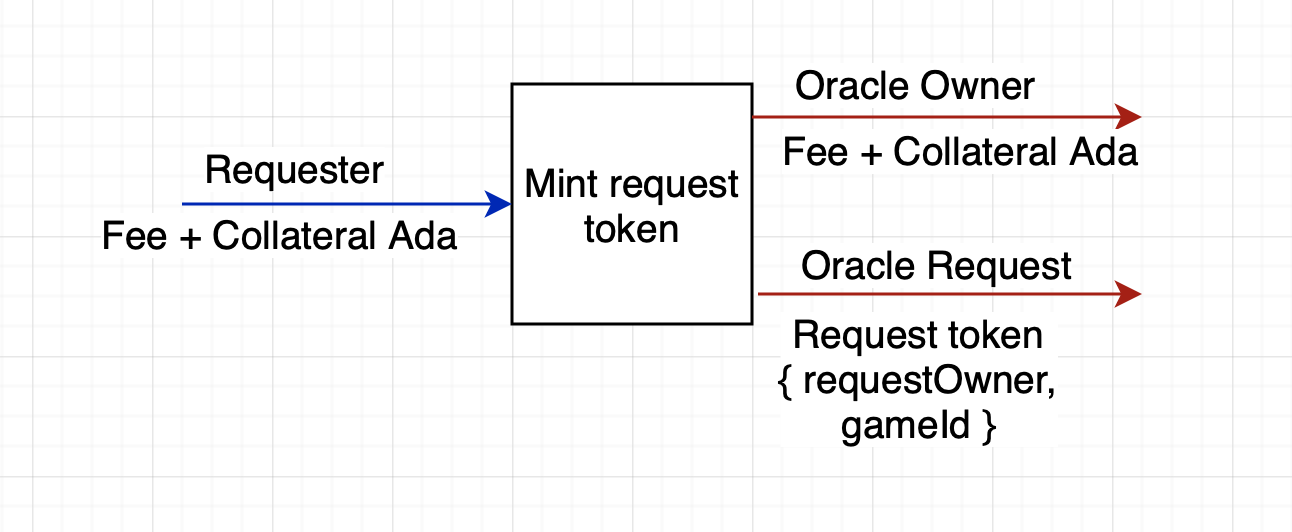 Requester
Fee + Collateral Ada
Mint request
token
Oracle Owner
Fee + Collateral Ada
Oracle Request
Request token
{ requestOwner,
gameId }